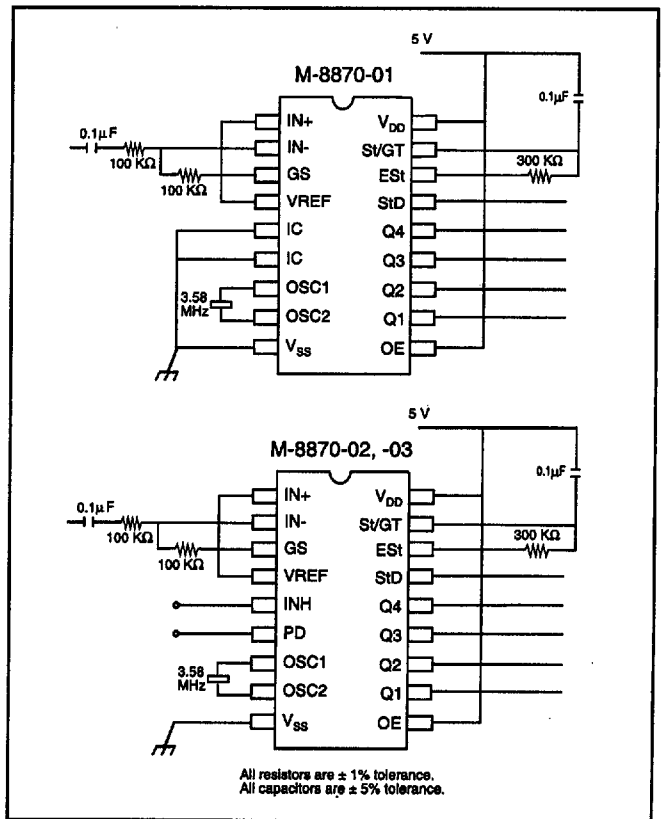 5 V
M-8870-01
0.1µF
0.1µF
100 KΩ
100 KΩ
300 KΩ
IN+
IN-
GS
VREF
IC
IC
OSC1
OSC2
VSS
3.58
MHz
VDD
St/GT
ESt
StD
Q4
Q3
Q2
Q1
OE
5 V
M-8870-02, -03
0.1µF
0.1µF
100 KΩ
100 KΩ
300 KΩ
IN+
IN-
GS
VREF
INH
PD
OSC1
OSC2
VSS
3.58
MHz
VDD
St/GT
ESt
StD
Q4
Q3
Q2
Q1
OE
All resistors are ± 1% tolerance.
All capacitors are ± 5% tolerance.